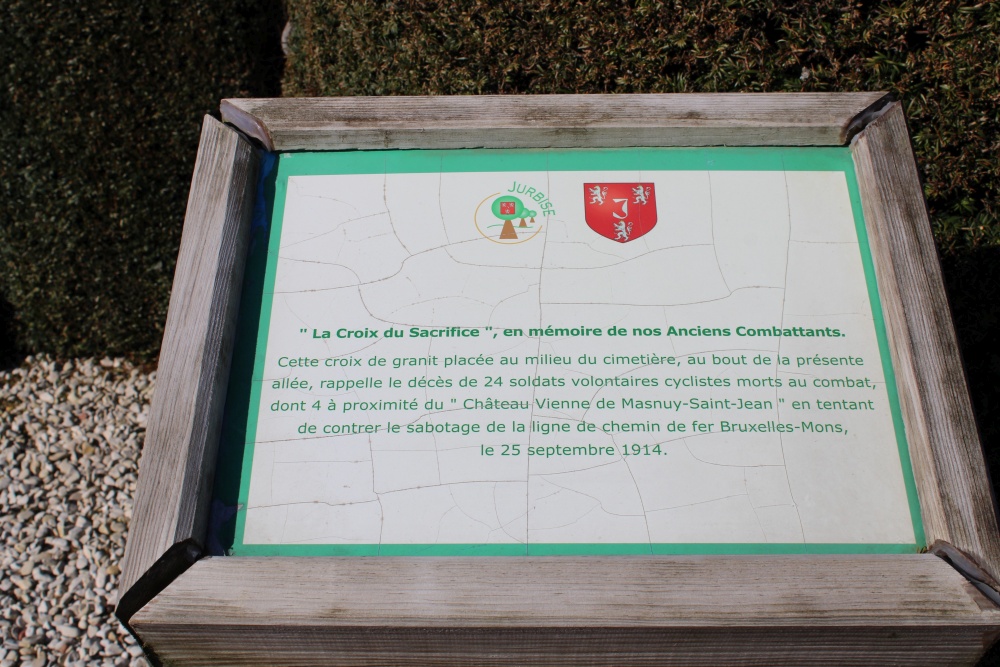 JURBISE
" La Croix du Sacrifice ", en mémoire de nos Anciens Combattants.
Cette croix de granit placée au milieu du cimetière, au bout de la présente
allée, rappelle le décès de 24 soldats volontaires cyclistes morts au combat,
dont 4 à proximité du " Château Vienne de Masnuy-Saint-Jean " en tentant
de contrer le sabotage de la ligne de chemin de fer Bruxelles-Mons,
le 25 septembre 1914.